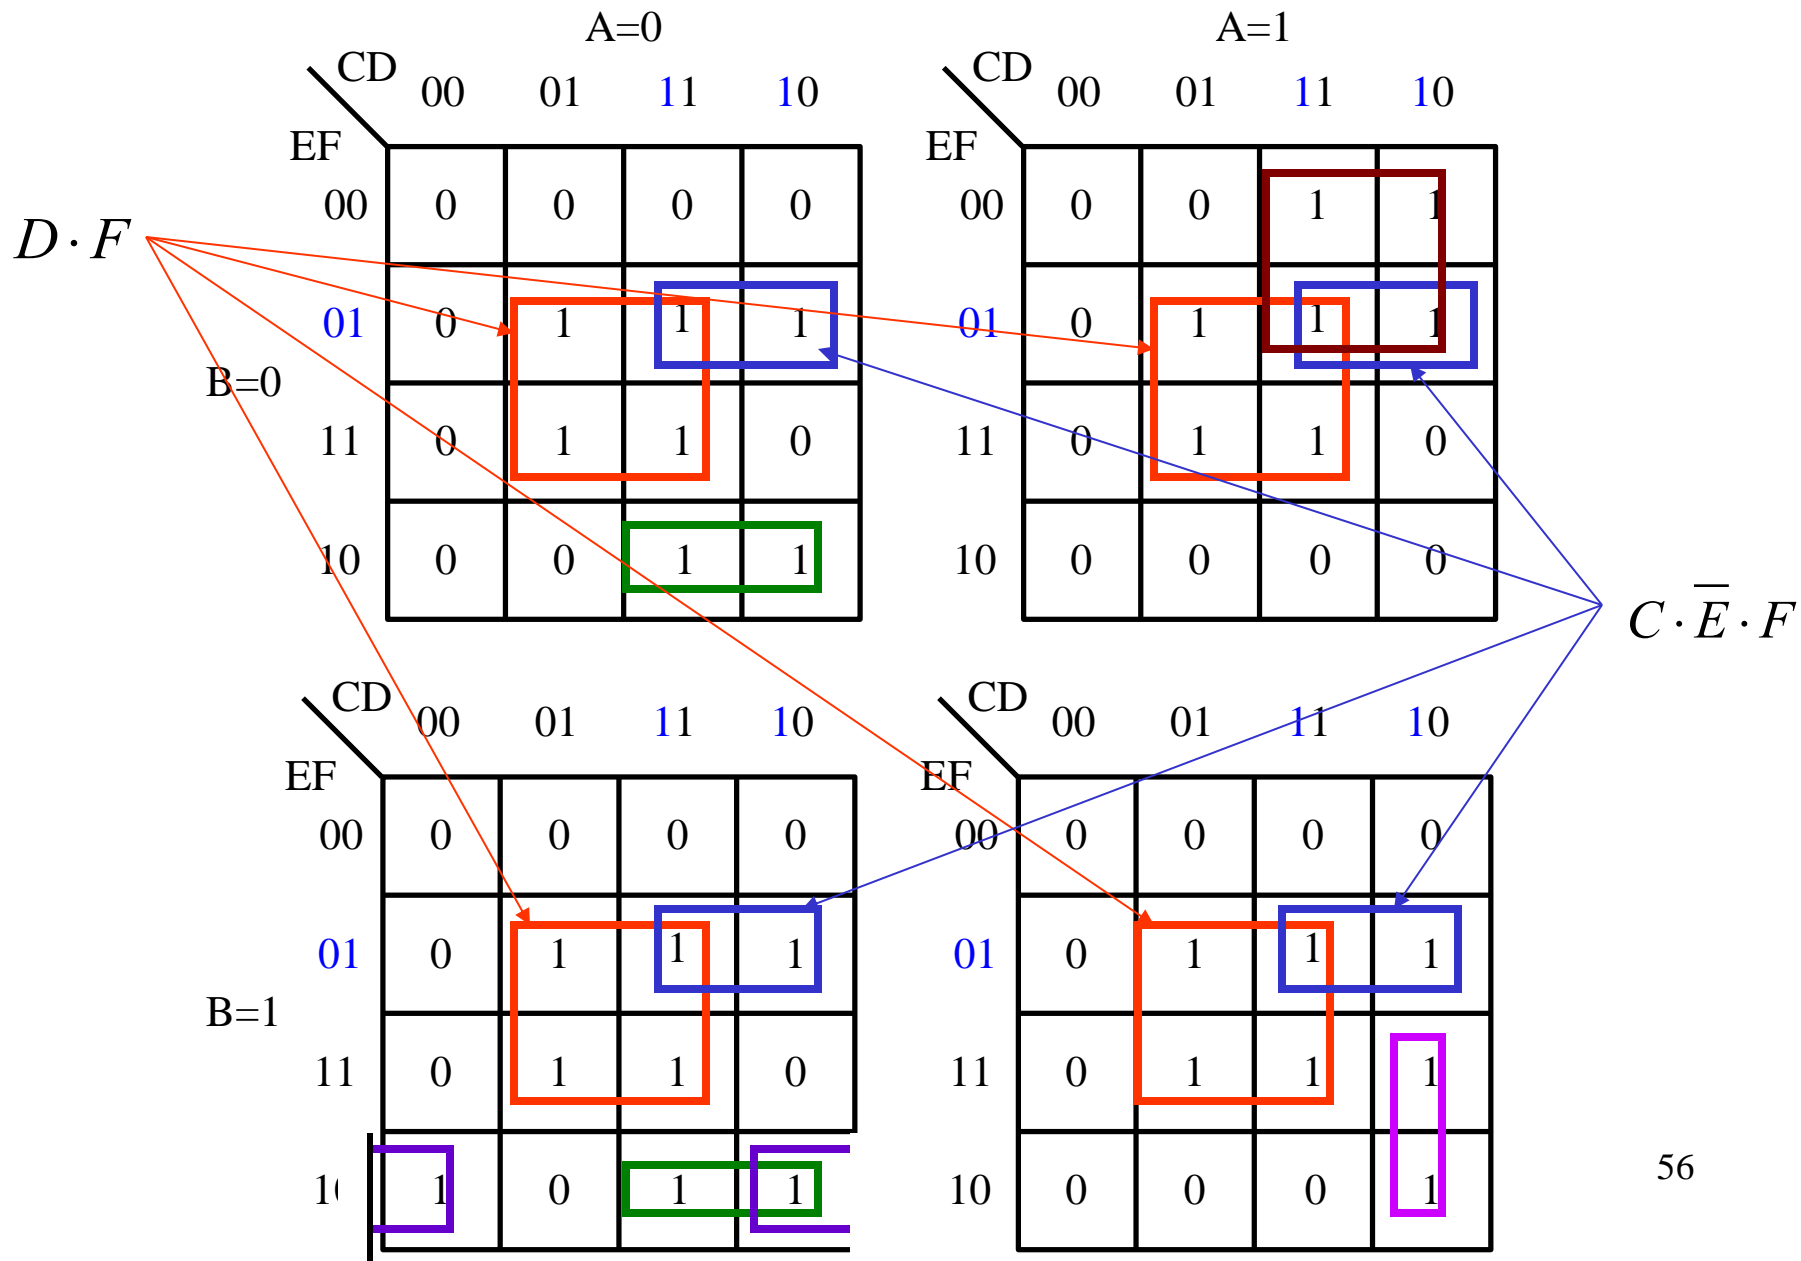 A=0 A=1
CD CD
00 01 11 10 00 01 11 10
EF EF
00 0 0 0 0 00 0 0 1 1
D · F
01 0 1 1 1 01 0 1 1 1
B=0
11 0 1 1 0 11 0 1 1 0
10 0 0 1 1 10 0 0 0 0
C · E̅ · F
CD CD
00 01 11 10 00 01 11 10
EF EF
00 0 0 0 0 00 0 0 0 0
01 0 1 1 1 01 0 1 1 1
B=1
11 0 1 1 0 11 0 1 1 1
56
1 1 0 1 1 10 0 0 0 1